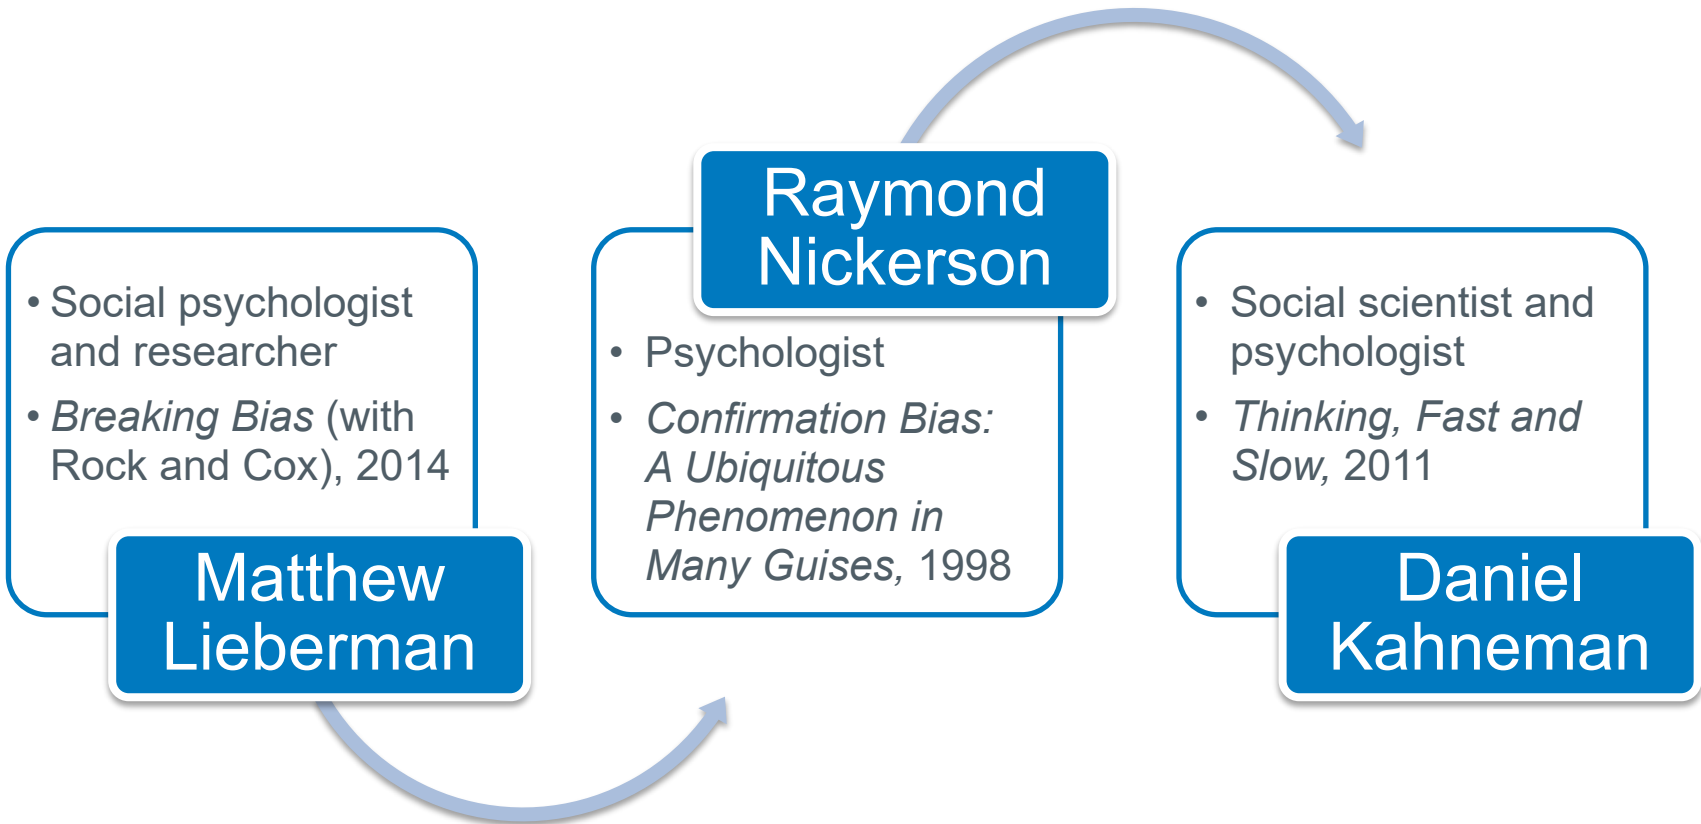 • Social psychologist
and researcher
• Breaking Bias (with
Rock and Cox), 2014
Matthew
Lieberman
Raymond
Nickerson
• Psychologist
• Confirmation Bias:
A Ubiquitous
Phenomenon in
Many Guises, 1998
• Social scientist and
psychologist
• Thinking, Fast and
Slow, 2011
Daniel
Kahneman